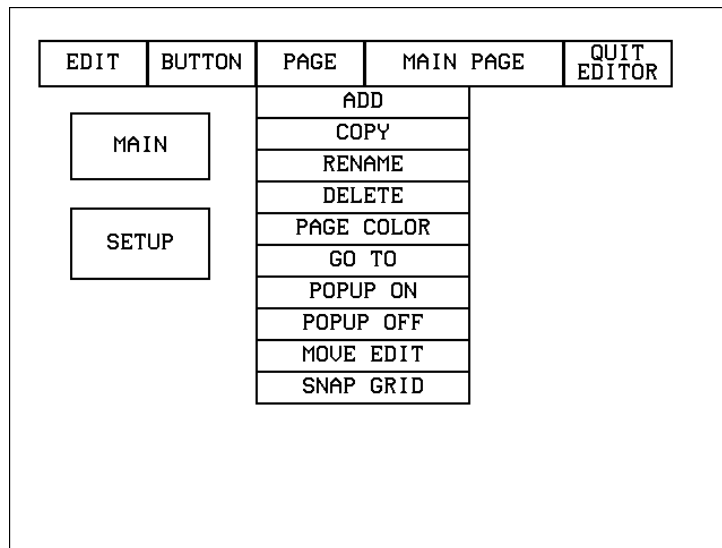 EDIT
BUTTON
PAGE
MAIN PAGE
QUIT
EDITOR
ADD
COPY
RENAME
DELETE
PAGE COLOR
GO TO
POPUP ON
POPUP OFF
MOVE EDIT
SNAP GRID
MAIN
SETUP